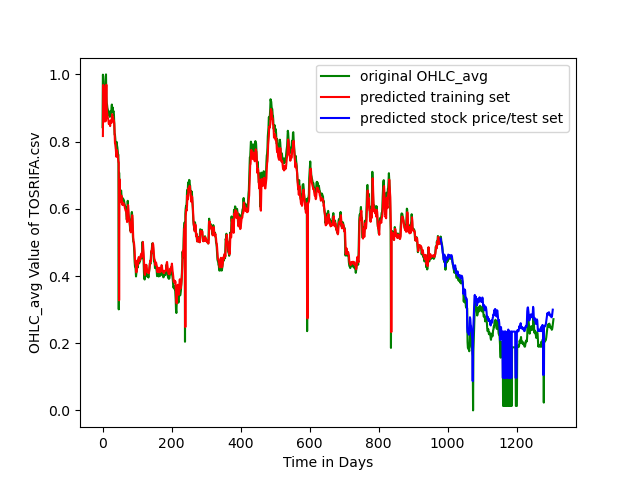 original OHLC_avg
predicted training set
predicted stock price/test set
1.0
0.8
0.6
0.4
0.2
0.0
OHLC_avg Value of TOSRIFA.csv
0 200 400 600 800 1000 1200
Time in Days